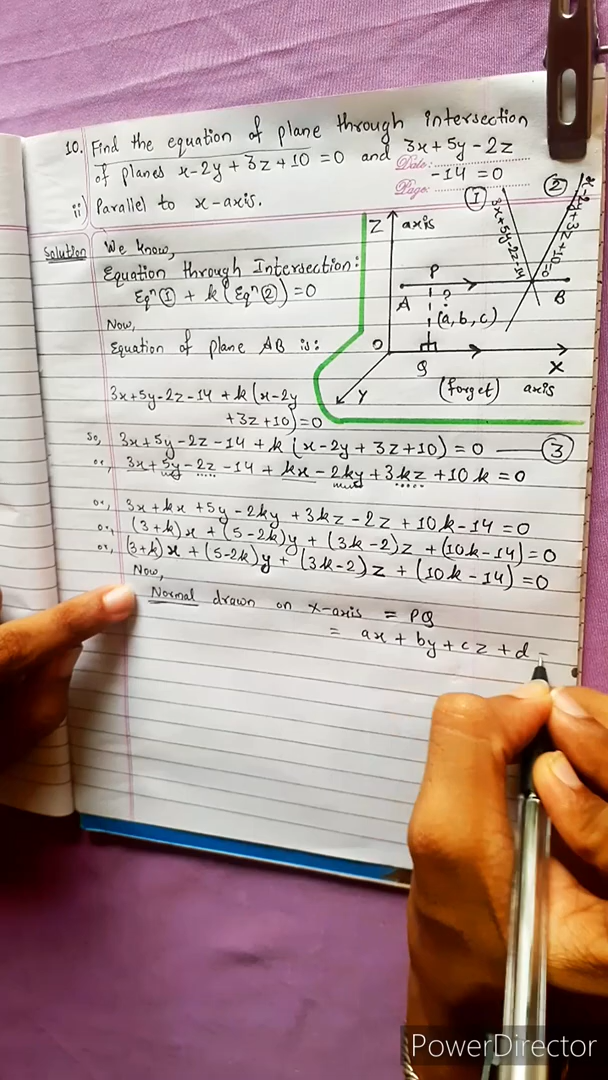 10. Find the equation of plane through intersection
of planes x-2y+3z+10=0 and 3x+5y-2z
Date:
-14=0
Page:
ii) Parallel to x-axis.
Solution We know,
Equation through Intersection:
Eqⁿ① + k(Eqⁿ②)=0
Now,
Equation of plane AB is:
3x+5y-2z-14+k(x-2y
+3z+10)=0
Z axis
① 3x+5y-2z-14
② x-2y+3z+10=0
P
A
B
?
(a,b,c)
O
Q
X
Y
(forget) axis
So, 3x+5y-2z-14+k(x-2y+3z+10)=0 — ③
or, 3x+5y-2z-14+kx-2ky+3kz+10k=0
or, 3x+kx+5y-2ky+3kz-2z+10k-14=0
or, (3+k)x+(5-2k)y+(3k-2)z+(10k-14)=0
or, (3+k)x+(5-2k)y+(3k-2)z+(10k-14)=0
Now,
Normal drawn on x-axis = PQ
= ax+by+cz+d-
PowerDirector